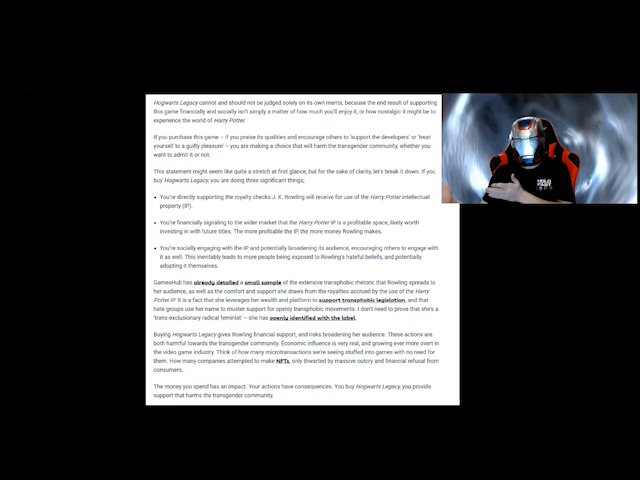 Hogwarts Legacy cannot and should not be judged solely on its own merits, because the end result of supporting
this game financially and socially isn't simply a matter of how much you'll enjoy it, or how nostalgic it might be to
experience the world of Harry Potter.
If you purchase this game – if you praise its qualities and encourage others to 'support the developers' or 'treat
yourself to a guilty pleasure' – you are making a choice that will harm the transgender community, whether you
want to admit it or not.
This statement might seem like quite a stretch at first glance, but for the sake of clarity, let's break it down. If you
buy Hogwarts Legacy, you are doing three significant things;
• You're directly supporting the royalty checks J. K. Rowling will receive for use of the Harry Potter intellectual
property (IP).
• You're financially signaling to the wider market that the Harry Potter IP is a profitable space, likely worth
investing in with future titles. The more profitable the IP, the more money Rowling makes.
• You're socially engaging with the IP and potentially broadening its audience, encouraging others to engage with
it as well. This inevitably leads to more people being exposed to Rowling's hateful beliefs, and potentially
adopting it themselves.
GamesHub has already detailed a small sample of the extensive transphobic rhetoric that Rowling spreads to
her audience, as well as the comfort and support she draws from the royalties accrued by the use of the Harry
Potter IP. It is a fact that she leverages her wealth and platform to support transphobic legislation, and that
hate groups use her name to muster support for openly transphobic movements. I don't need to prove that she's a
'trans-exclusionary radical feminist' – she has openly identified with the label.
Buying Hogwarts Legacy gives Rowling financial support, and risks broadening her audience. These actions are
both harmful towards the transgender community. Economic influence is very real, and growing ever more overt in
the video game industry. Think of how many microtransactions we're seeing stuffed into games with no need for
them. How many companies attempted to make NFTs, only thwarted by massive outcry and financial refusal from
consumers.
The money you spend has an impact. Your actions have consequences. You buy Hogwarts Legacy, you provide
support that harms the transgender community.